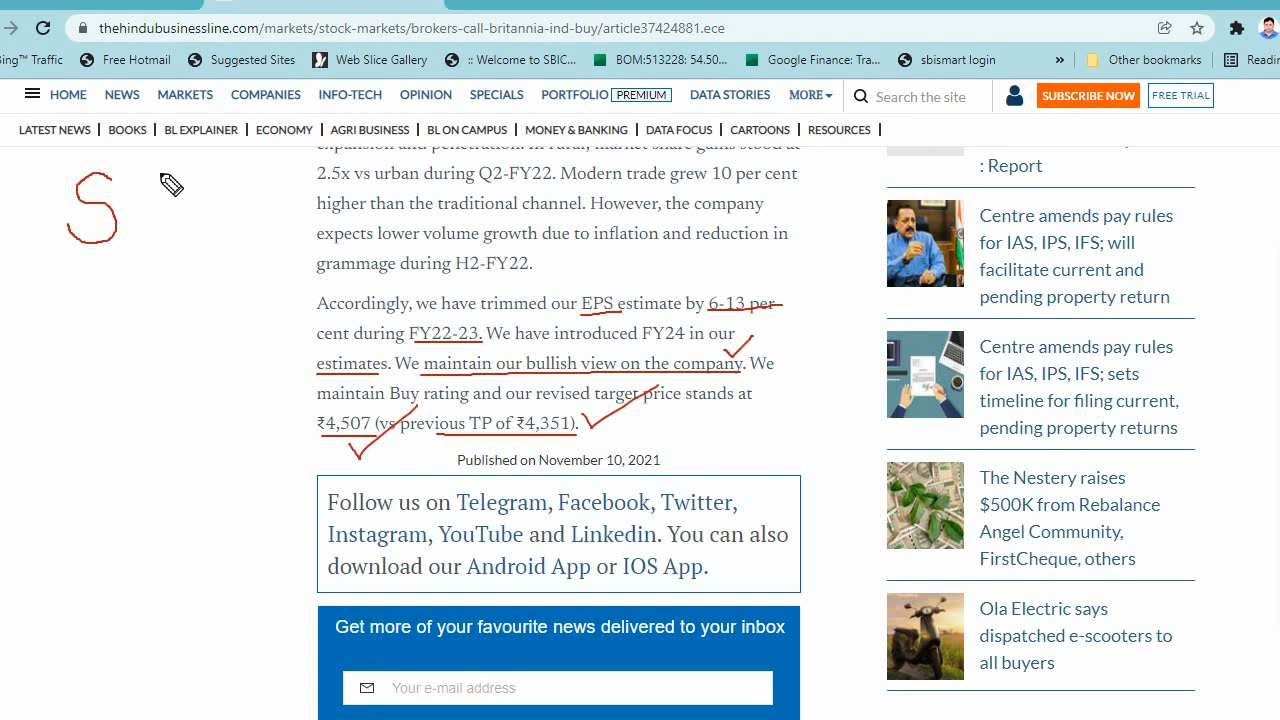 thehindubusinessline.com/markets/stock-markets/brokers-call-britannia-ind-buy/article37424881.ece
ing™ Traffic Free Hotmail Suggested Sites Web Slice Gallery :: Welcome to SBIC... BOM:513228: 54.50... Google Finance: Tra... sbismart login » Other bookmarks Readin
HOME NEWS MARKETS COMPANIES INFO-TECH OPINION SPECIALS PORTFOLIO PREMIUM DATA STORIES MORE Search the site SUBSCRIBE NOW FREE TRIAL
LATEST NEWS BOOKS BL EXPLAINER ECONOMY AGRI BUSINESS BL ON CAMPUS MONEY & BANKING DATA FOCUS CARTOONS RESOURCES
S
expansion and penetration. In rural, market share gains stood at
2.5x vs urban during Q2-FY22. Modern trade grew 10 per cent
higher than the traditional channel. However, the company
expects lower volume growth due to inflation and reduction in
grammage during H2-FY22.
Accordingly, we have trimmed our EPS estimate by 6-13 per
cent during FY22-23. We have introduced FY24 in our
estimates. We maintain our bullish view on the company. We
maintain Buy rating and our revised target price stands at
₹4,507 (vs previous TP of ₹4,351).
Published on November 10, 2021
Follow us on Telegram, Facebook, Twitter,
Instagram, YouTube and Linkedin. You can also
download our Android App or IOS App.
Get more of your favourite news delivered to your inbox
Your e-mail address
: Report
Centre amends pay rules
for IAS, IPS, IFS; will
facilitate current and
pending property return
Centre amends pay rules
for IAS, IPS, IFS; sets
timeline for filing current,
pending property returns
The Nestery raises
$500K from Rebalance
Angel Community,
FirstCheque, others
Ola Electric says
dispatched e-scooters to
all buyers